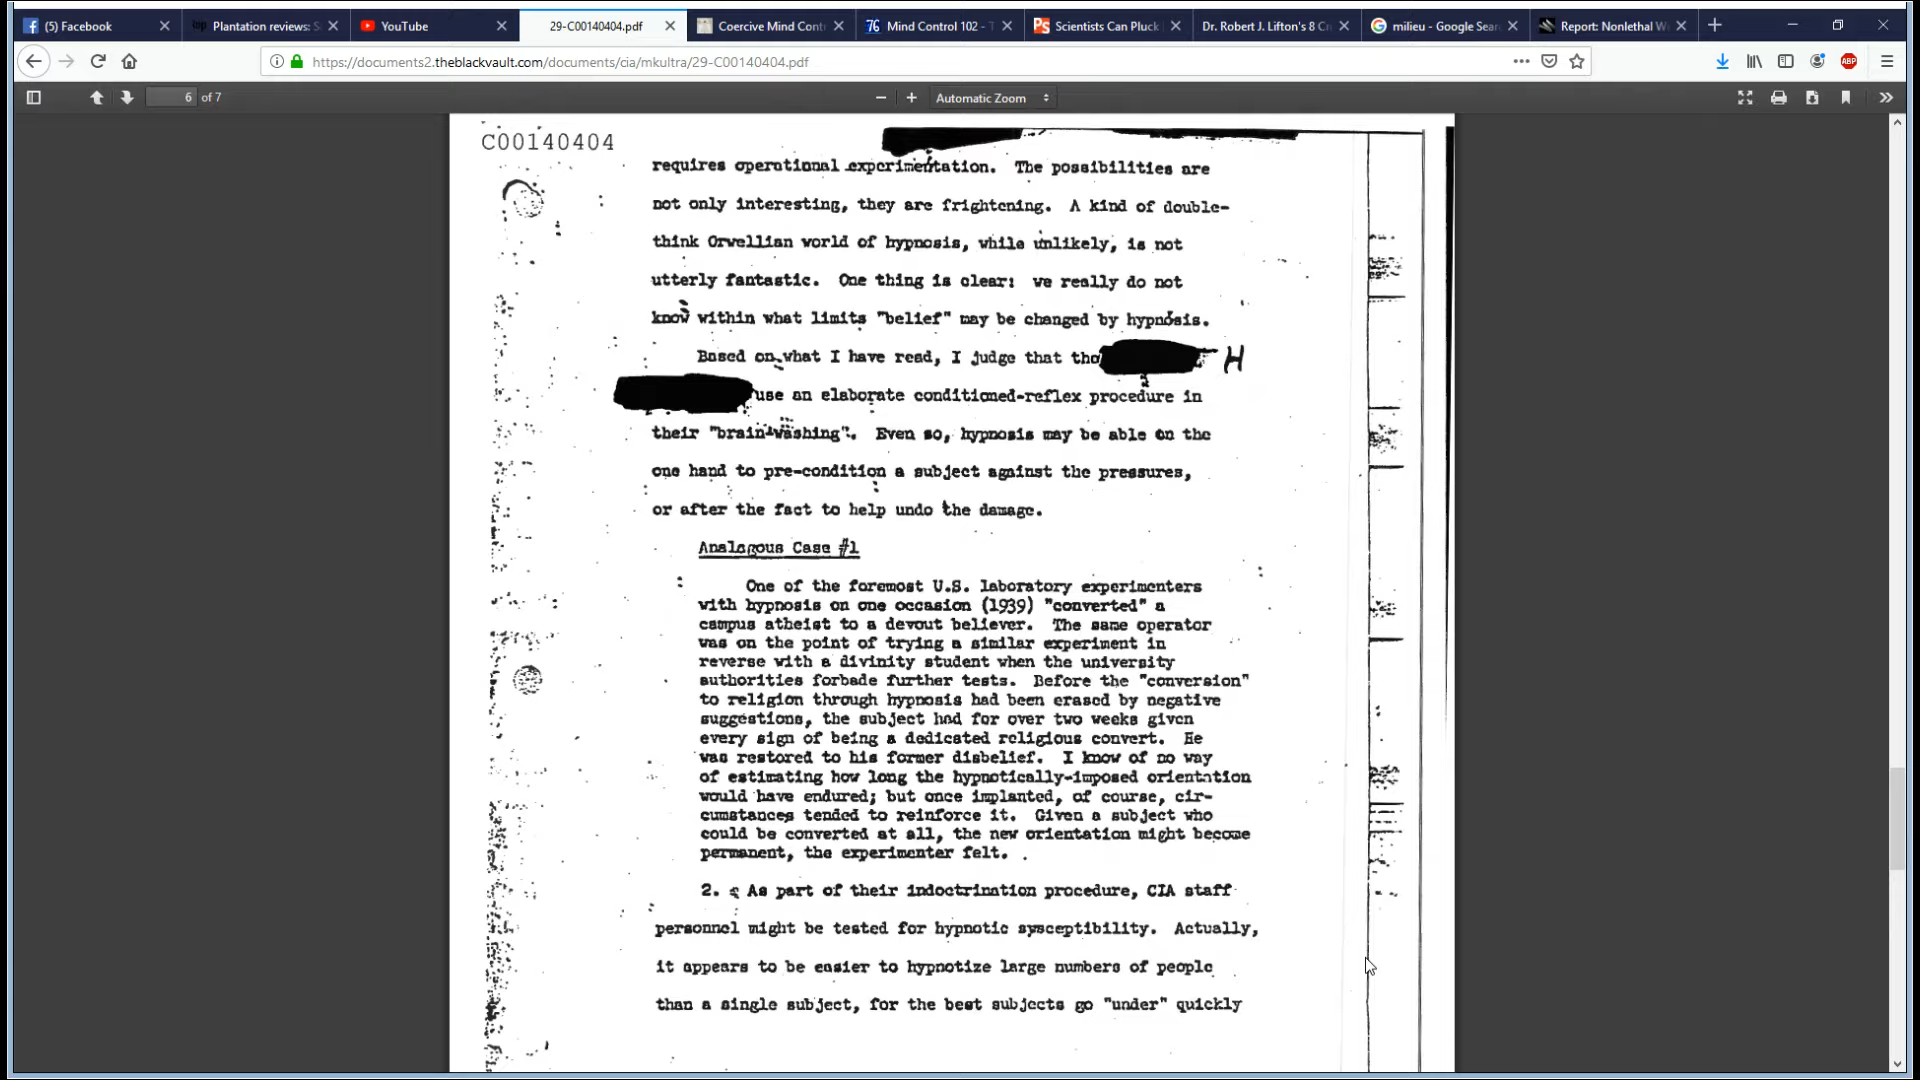 (5) Facebook
Plantation reviews: S
YouTube
29-C00140404.pdf
Coercive Mind Cont
Mind Control 102 - T
Scientists Can Pluck
Dr. Robert J. Lifton's 8 Cr
milieu - Google Sear
Report: Nonlethal W
https://documents2.theblackvault.com/documents/cia/mkultra/29-C00140404.pdf
ABP
6 of 7
Automatic Zoom
C00140404
requires operational experimentation. The possibilities are
not only interesting, they are frightening. A kind of double-
think Orwellian world of hypnosis, while unlikely, is not
utterly fantastic. One thing is clear: we really do not
know within what limits "belief" may be changed by hypnosis.
Based on what I have read, I judge that the H
use an elaborate conditioned-reflex procedure in
their "brain-washing". Even so, hypnosis may be able on the
one hand to pre-condition a subject against the pressures,
or after the fact to help undo the damage.
Analogous Case #1
One of the foremost U.S. laboratory experimenters
with hypnosis on one occasion (1939) "converted" a
campus atheist to a devout believer. The same operator
was on the point of trying a similar experiment in
reverse with a divinity student when the university
authorities forbade further tests. Before the "conversion"
to religion through hypnosis had been erased by negative
suggestions, the subject had for over two weeks given
every sign of being a dedicated religious convert. He
was restored to his former disbelief. I know of no way
of estimating how long the hypnotically-imposed orientation
would have endured; but once implanted, of course, cir-
cumstances tended to reinforce it. Given a subject who
could be converted at all, the new orientation might become
permanent, the experimenter felt.
2. As part of their indoctrination procedure, CIA staff
personnel might be tested for hypnotic susceptibility. Actually,
it appears to be easier to hypnotize large numbers of people
than a single subject, for the best subjects go "under" quickly